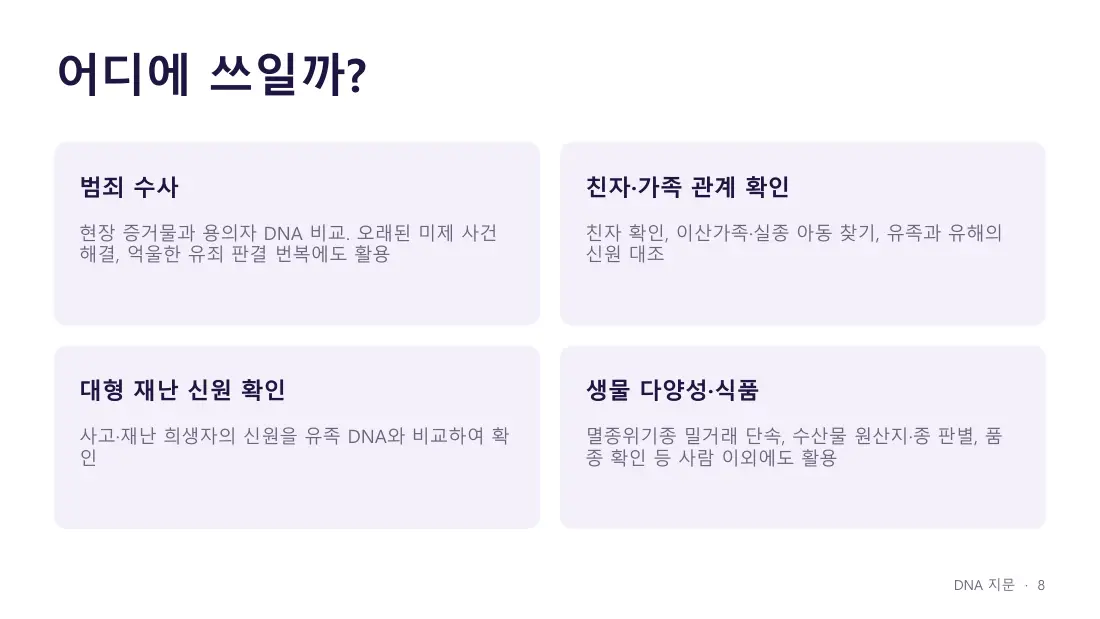 어디에 쓰일까?
범죄 수사
현장 증거물과 용의자 DNA 비교. 오래된 미제 사건
해결, 억울한 유죄 판결 번복에도 활용
친자·가족 관계 확인
친자 확인, 이산가족·실종 아동 찾기, 유족과 유해의
신원 대조
대형 재난 신원 확인
사고·재난 희생자의 신원을 유족 DNA와 비교하여 확
인
생물 다양성·식품
멸종위기종 밀거래 단속, 수산물 원산지·종 판별, 품
종 확인 등 사람 이외에도 활용
DNA 지문 · 8